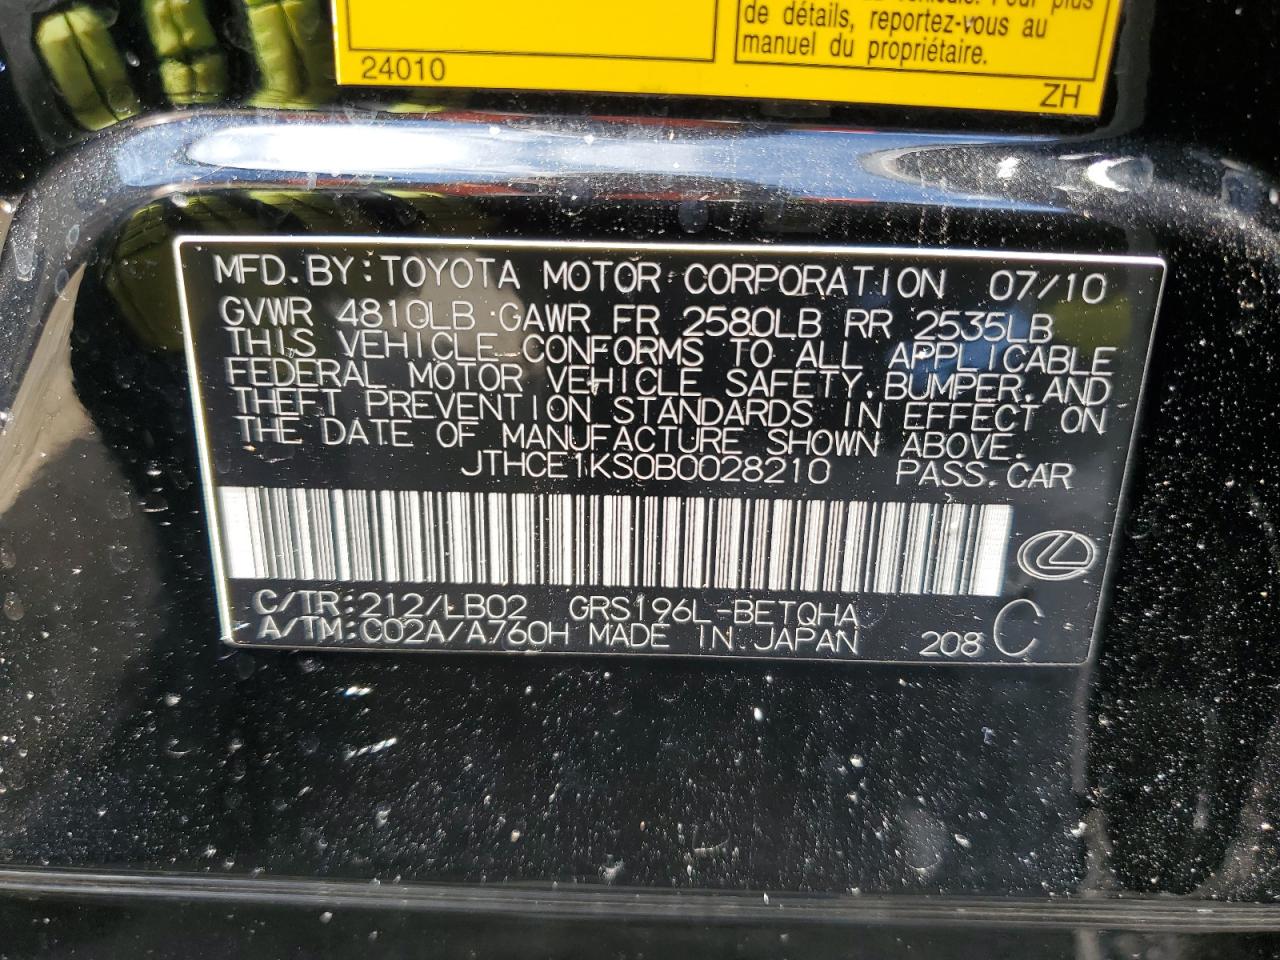 de détails, reportez-vous au
manuel du propriétaire.
24010
ZH
MFD.BY:TOYOTA MOTOR CORPORATION 07/10
GVWR 4810LB GAWR FR 2580LB RR 2535LB
THIS VEHICLE CONFORMS TO ALL APPLICABLE
FEDERAL MOTOR VEHICLE SAFETY,BUMPER,AND
THEFT PREVENTION STANDARDS IN EFFECT ON
THE DATE OF MANUFACTURE SHOWN ABOVE.
JTHCE1KS0B0028210 PASS.CAR
C/TR:212/LB02 GRS196L-BETQHA
A/TM:C02A/A760H MADE IN JAPAN 208 C